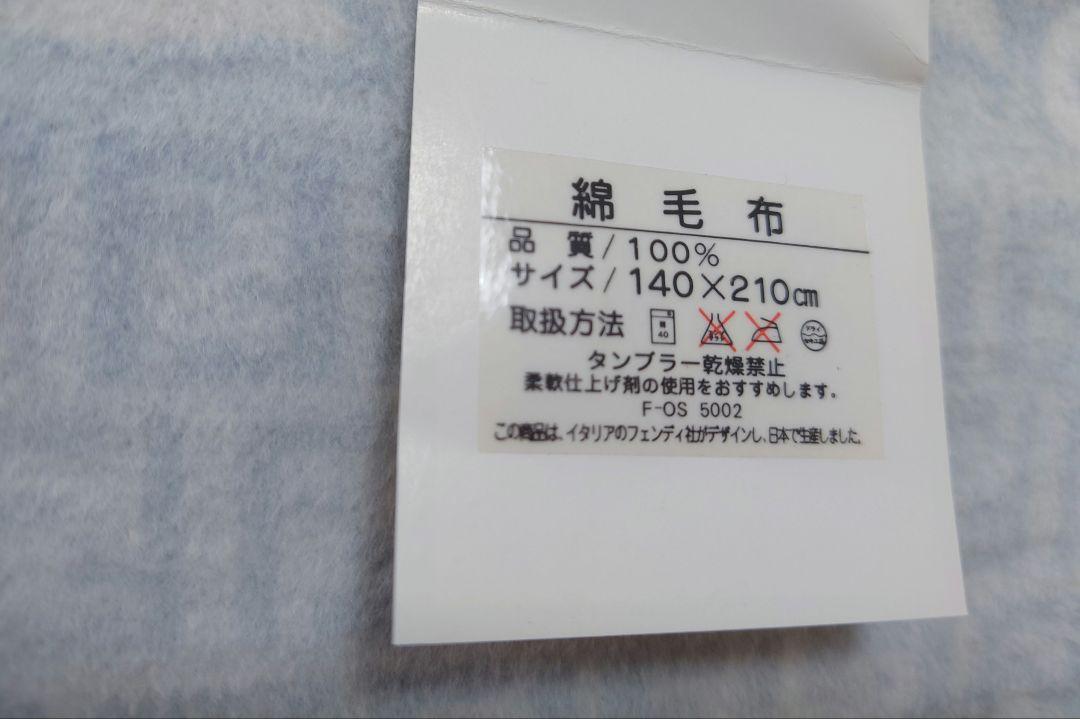 綿 毛 布
品 質/100%
サイズ/140×210㎝
取扱方法
40
タンブラー乾燥禁止
柔軟仕上げ剤の使用をおすすめします。
F-OS 5002
この商品は、イタリアのフェンディ社がデザインし、日本で生産しました。